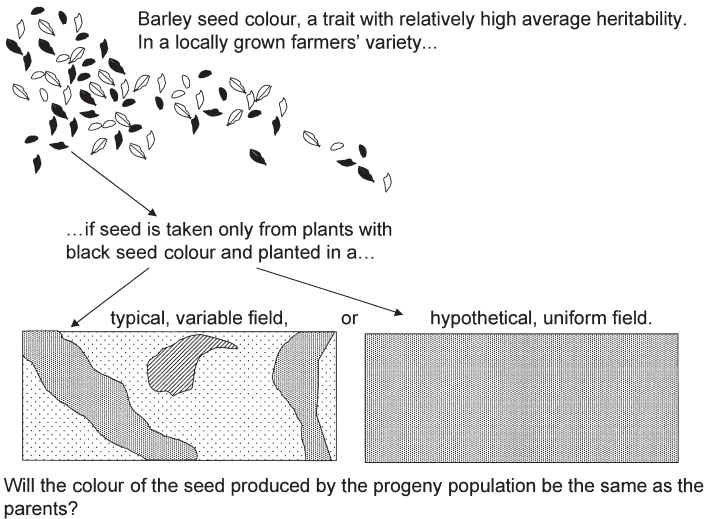 Barley seed colour, a trait with relatively high average heritability.
In a locally grown farmers’ variety...
...if seed is taken only from plants with
black seed colour and planted in a...
typical, variable field, or hypothetical, uniform field.
Will the colour of the seed produced by the progeny population be the same as the
parents?